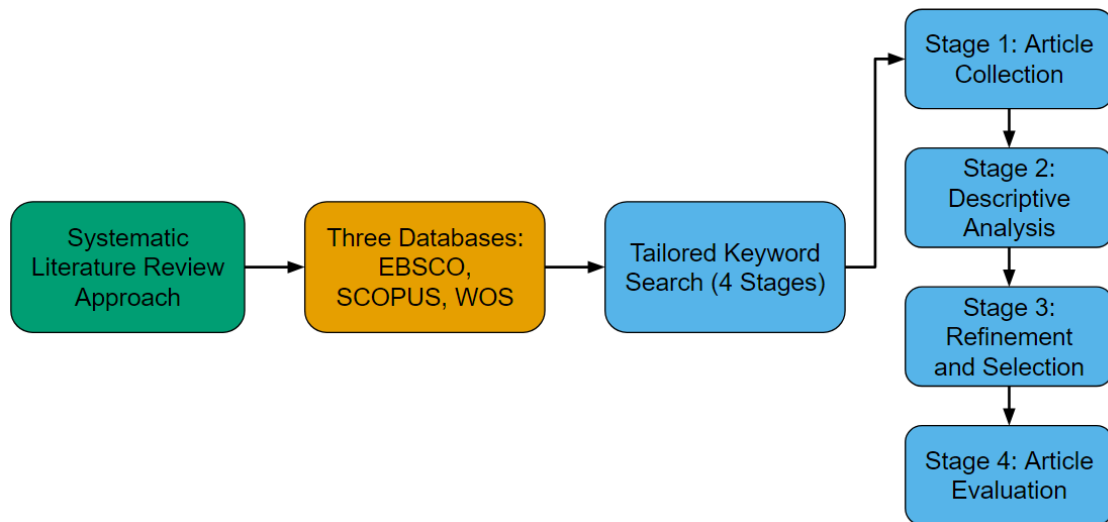 Systematic
Literature Review
Approach
Three Databases:
EBSCO,
SCOPUS, WOS
Tailored Keyword
Search (4 Stages)
Stage 1: Article
Collection
Stage 2:
Descriptive
Analysis
Stage 3:
Refinement
and Selection
Stage 4: Article
Evaluation